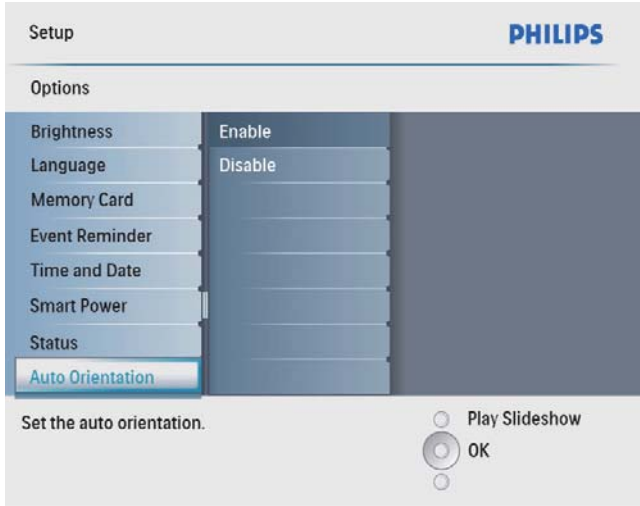 Setup
PHILIPS
Options
Brightness
Enable
Language
Disable
Memory Card
Event Reminder
Time and Date
Smart Power
Status
Auto Orientation
Set the auto orientation.
Play Slideshow
OK